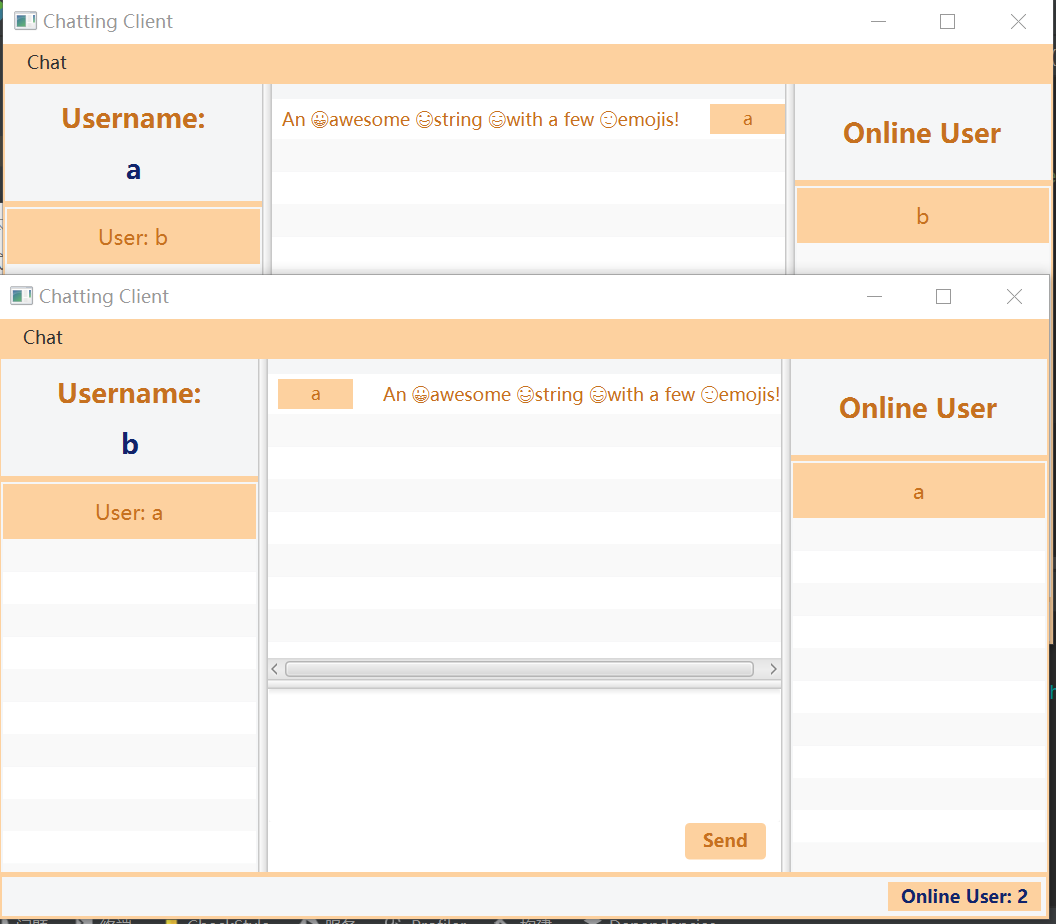 Chatting Client
Chat
Username:
a
User: b
An 😀awesome 😃string 😄with a few 😉emojis!
a
Online User
b
Chatting Client
Chat
Username:
b
User: a
a
An 😀awesome 😃string 😄with a few 😉emojis!
Online User
a
Send
Online User: 2